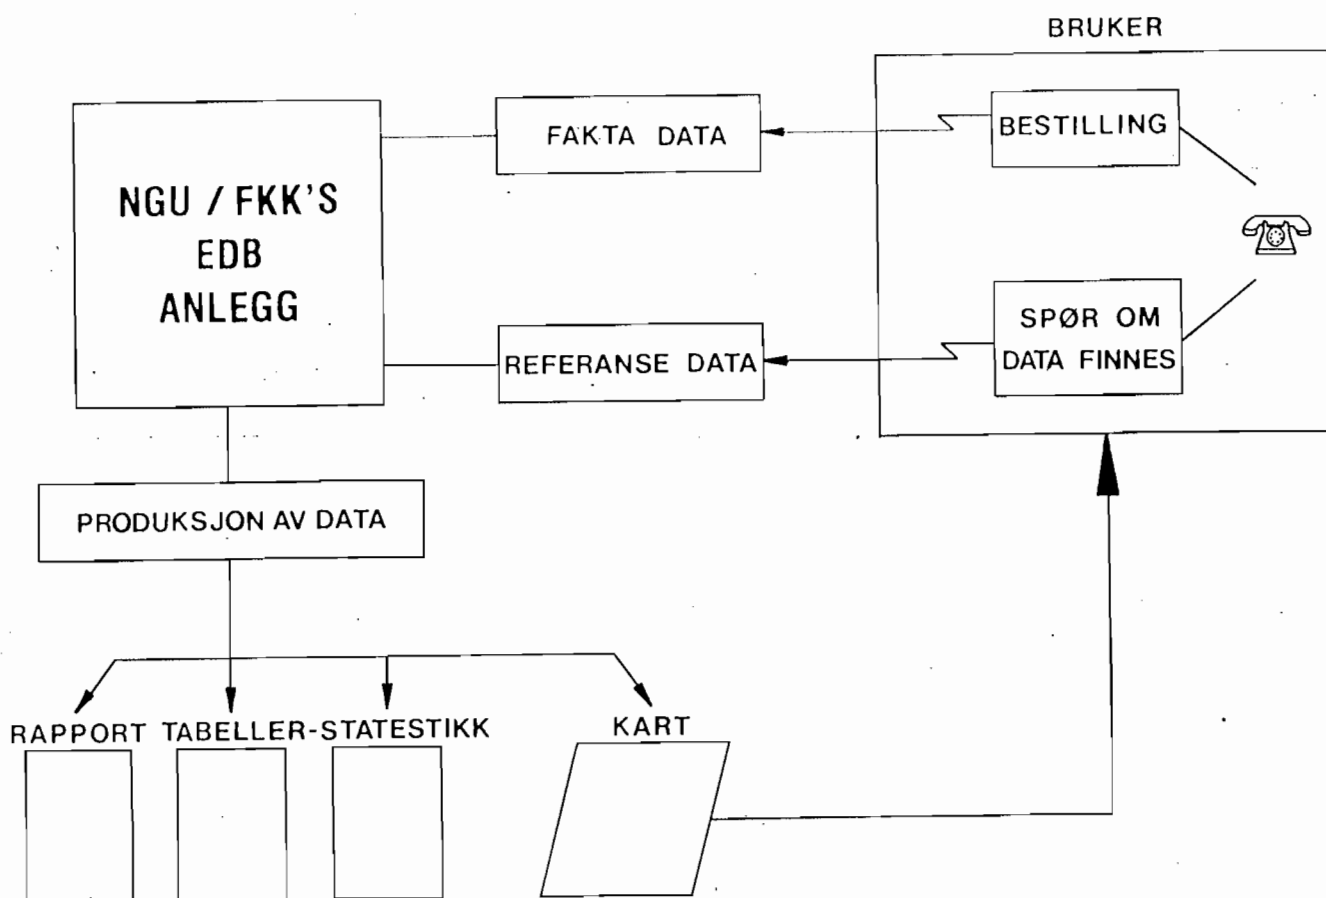 BRUKER
FAKTA DATA
BESTILLING
NGU / FKK'S
EDB
ANLEGG
REFERANSE DATA
SPØR OM
DATA FINNES
PRODUKSJON AV DATA
RAPPORT TABELLER-STATESTIKK
KART